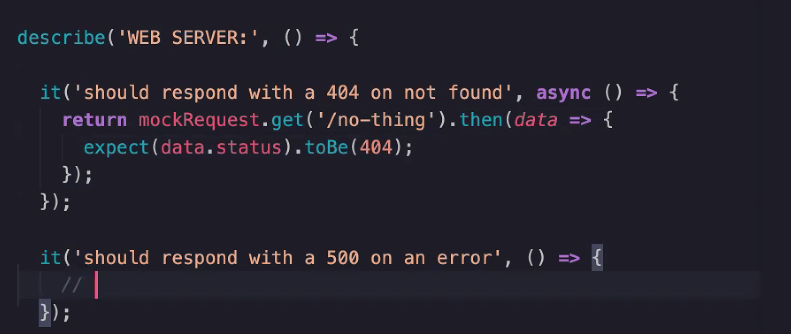 describe('WEB SERVER:', () => {
it('should respond with a 404 on not found', async () => {
return mockRequest.get('/no-thing').then(data => {
expect(data.status).toBe(404);
});
});
it('should respond with a 500 on an error', () => {
//
});